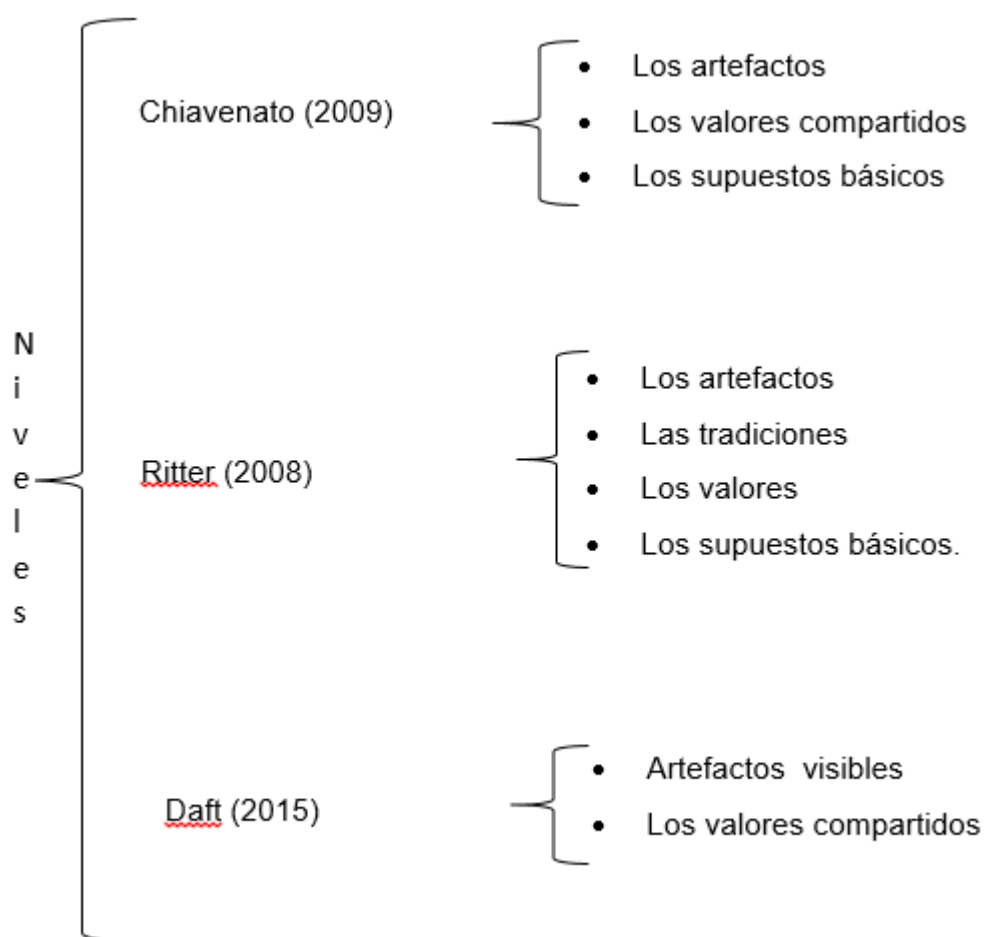 Niveles
Chiavenato (2009)
• Los artefactos
• Los valores compartidos
• Los supuestos básicos
Ritter (2008)
• Los artefactos
• Las tradiciones
• Los valores
• Los supuestos básicos.
Daft (2015)
• Artefactos visibles
• Los valores compartidos